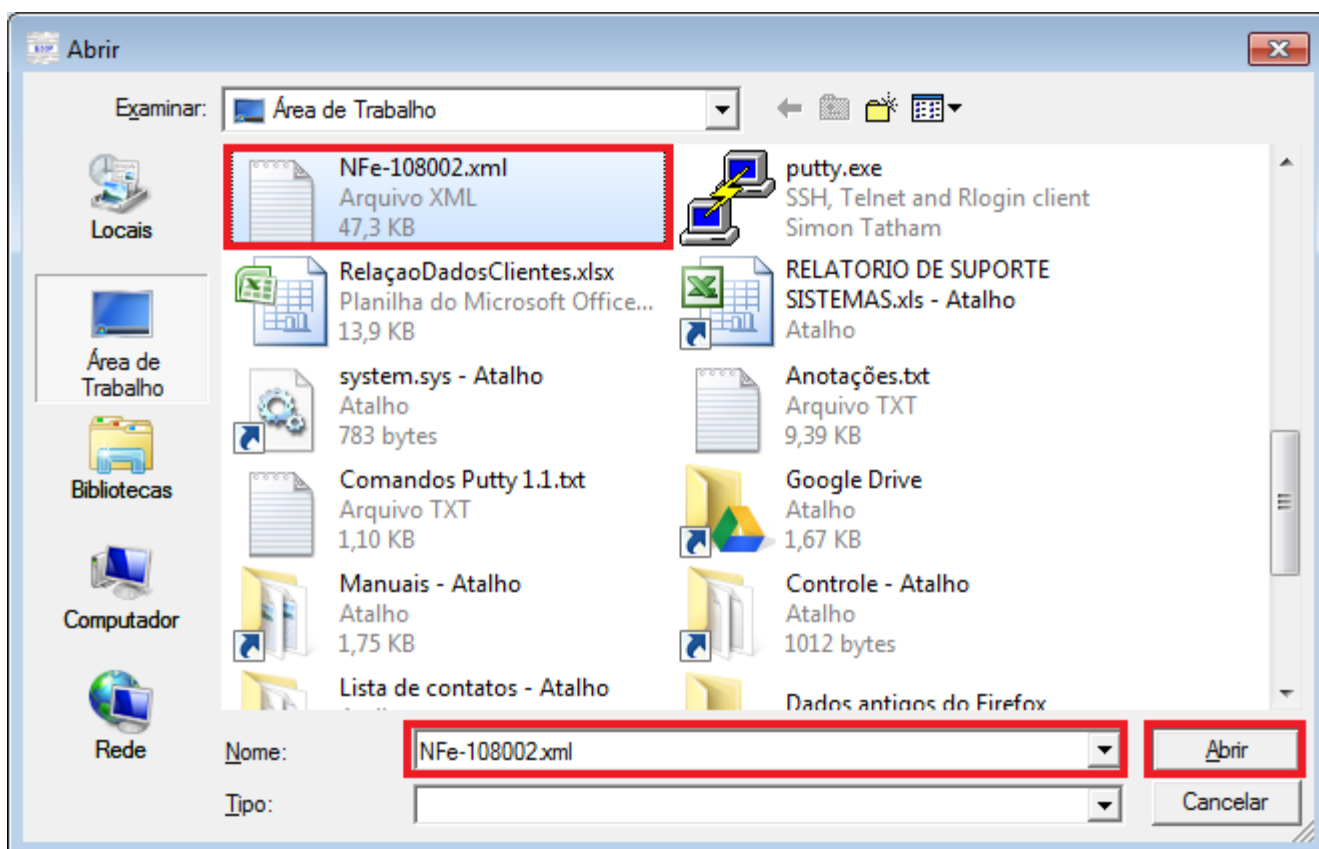 Abrir
Examinar:
Área de Trabalho
Locais
Área de
Trabalho
Bibliotecas
Computador
Rede
NFe-108002.xml
Arquivo XML
47,3 KB
putty.exe
SSH, Telnet and Rlogin client
Simon Tatham
RelaçaoDadosClientes.xlsx
Planilha do Microsoft Office...
13,9 KB
RELATORIO DE SUPORTE
SISTEMAS.xls - Atalho
Atalho
system.sys - Atalho
Atalho
783 bytes
Anotações.txt
Arquivo TXT
9,39 KB
Comandos Putty 1.1.txt
Arquivo TXT
1,10 KB
Google Drive
Atalho
1,67 KB
Manuais - Atalho
Atalho
1,75 KB
Controle - Atalho
Atalho
1012 bytes
Lista de contatos - Atalho
Dados antigos do Firefox
Nome:
NFe-108002.xml
Abrir
Tipo:
Cancelar